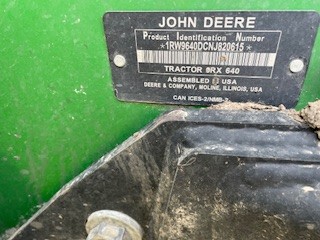 JOHN DEERE
Product Identification Number
*1RW9640DCNJ820615*
TRACTOR 9RX 640
ASSEMBLED USA
DEERE & COMPANY, MOLINE, ILLINOIS, USA
CAN ICES-2/NMB-2